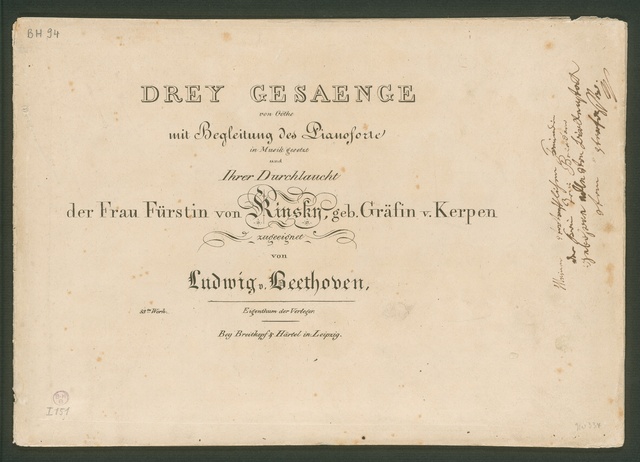 BH 94
DREY GESAENGE
von Göthe
mit Begleitung des Pianoforte
in Musik gesetzt
und
Ihrer Durchlaucht
der Frau Fürstin von Kinsky, geb. Gräfin v. Kerpen
zugeeignet
von
Ludwig v. Beethoven,
83tes Werk.
Eigenthum der Verleger.
Bey Breitkopf & Härtel in Leipzig.
I 151